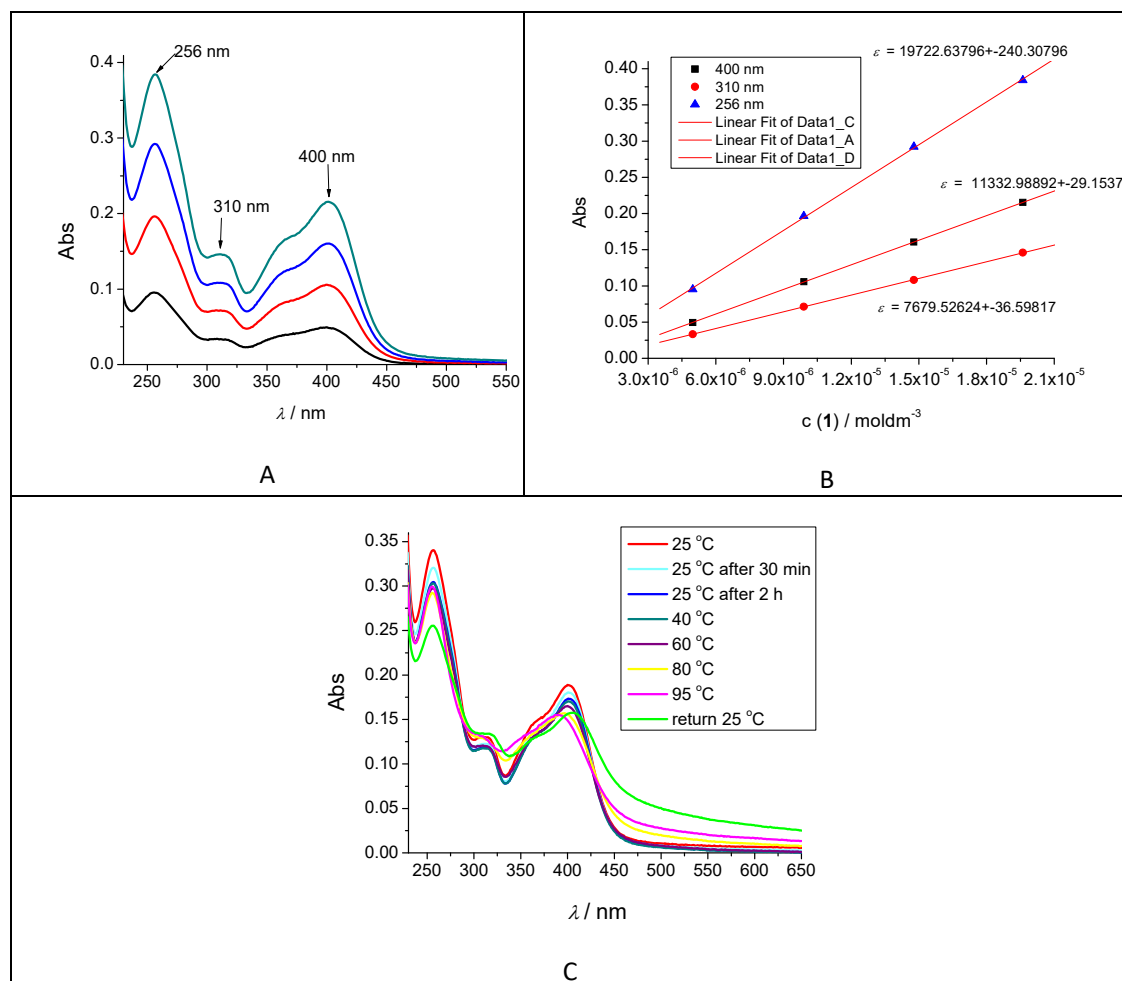 256 nm
310 nm
400 nm
0.4
0.3
0.2
0.1
0.0
Abs
250 300 350 400 450 500 550
λ / nm
A
ε = 19722.63796+-240.30796
400 nm
310 nm
256 nm
Linear Fit of Data1_C
Linear Fit of Data1_A
Linear Fit of Data1_D
ε = 11332.98892+-29.1537
ε = 7679.52624+-36.59817
0.40
0.35
0.30
0.25
0.20
0.15
0.10
0.05
0.00
Abs
3.0x10⁻⁶ 6.0x10⁻⁶ 9.0x10⁻⁶ 1.2x10⁻⁵ 1.5x10⁻⁵ 1.8x10⁻⁵ 2.1x10⁻⁵
c (1) / moldm⁻³
B
25 °C
25 °C after 30 min
25 °C after 2 h
40 °C
60 °C
80 °C
95 °C
return 25 °C
0.35
0.30
0.25
0.20
0.15
0.10
0.05
0.00
Abs
250 300 350 400 450 500 550 600 650
λ / nm
C